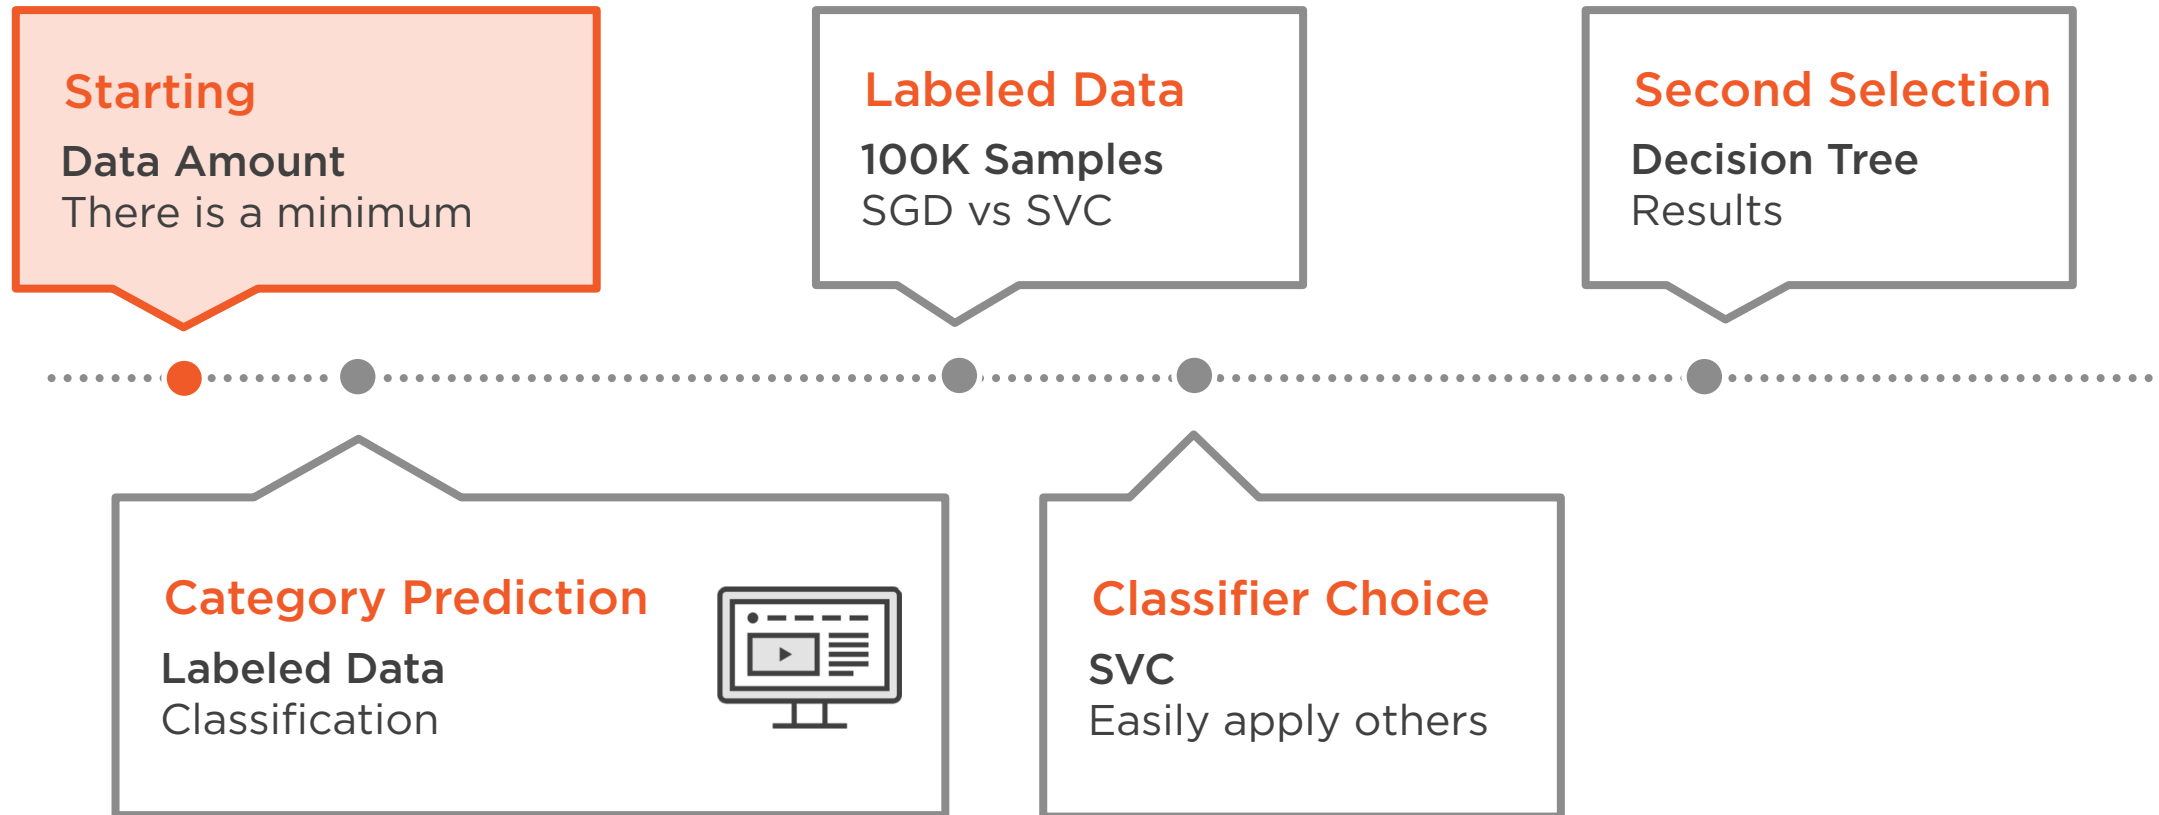 Starting
Data Amount
There is a minimum
Labeled Data
100K Samples
SGD vs SVC
Second Selection
Decision Tree
Results
Category Prediction
Labeled Data
Classification
Classifier Choice
SVC
Easily apply others